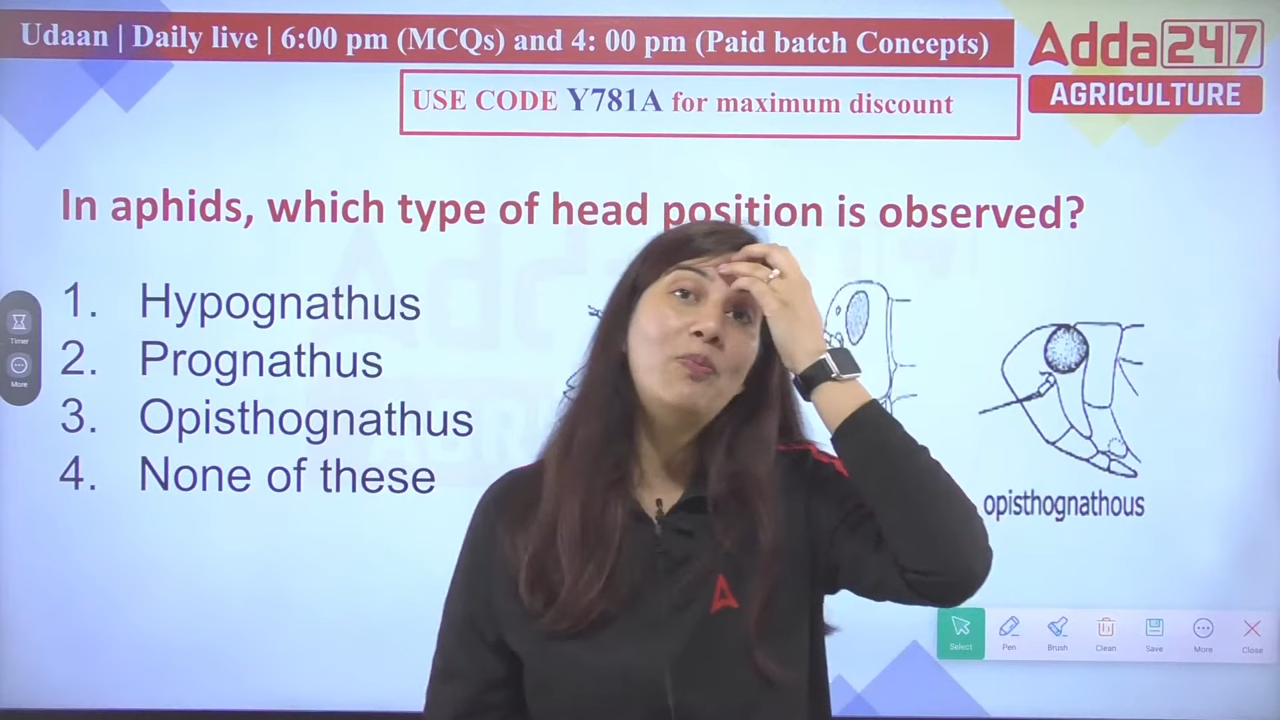 Udaan | Daily live | 6:00 pm (MCQs) and 4: 00 pm (Paid batch Concepts)
Adda247
AGRICULTURE
USE CODE Y781A for maximum discount
In aphids, which type of head position is observed?
1. Hypognathus
2. Prognathus
3. Opisthognathus
4. None of these
opisthognathous
Timer
More
Select
Pen
Brush
Clean
Save
More
Close